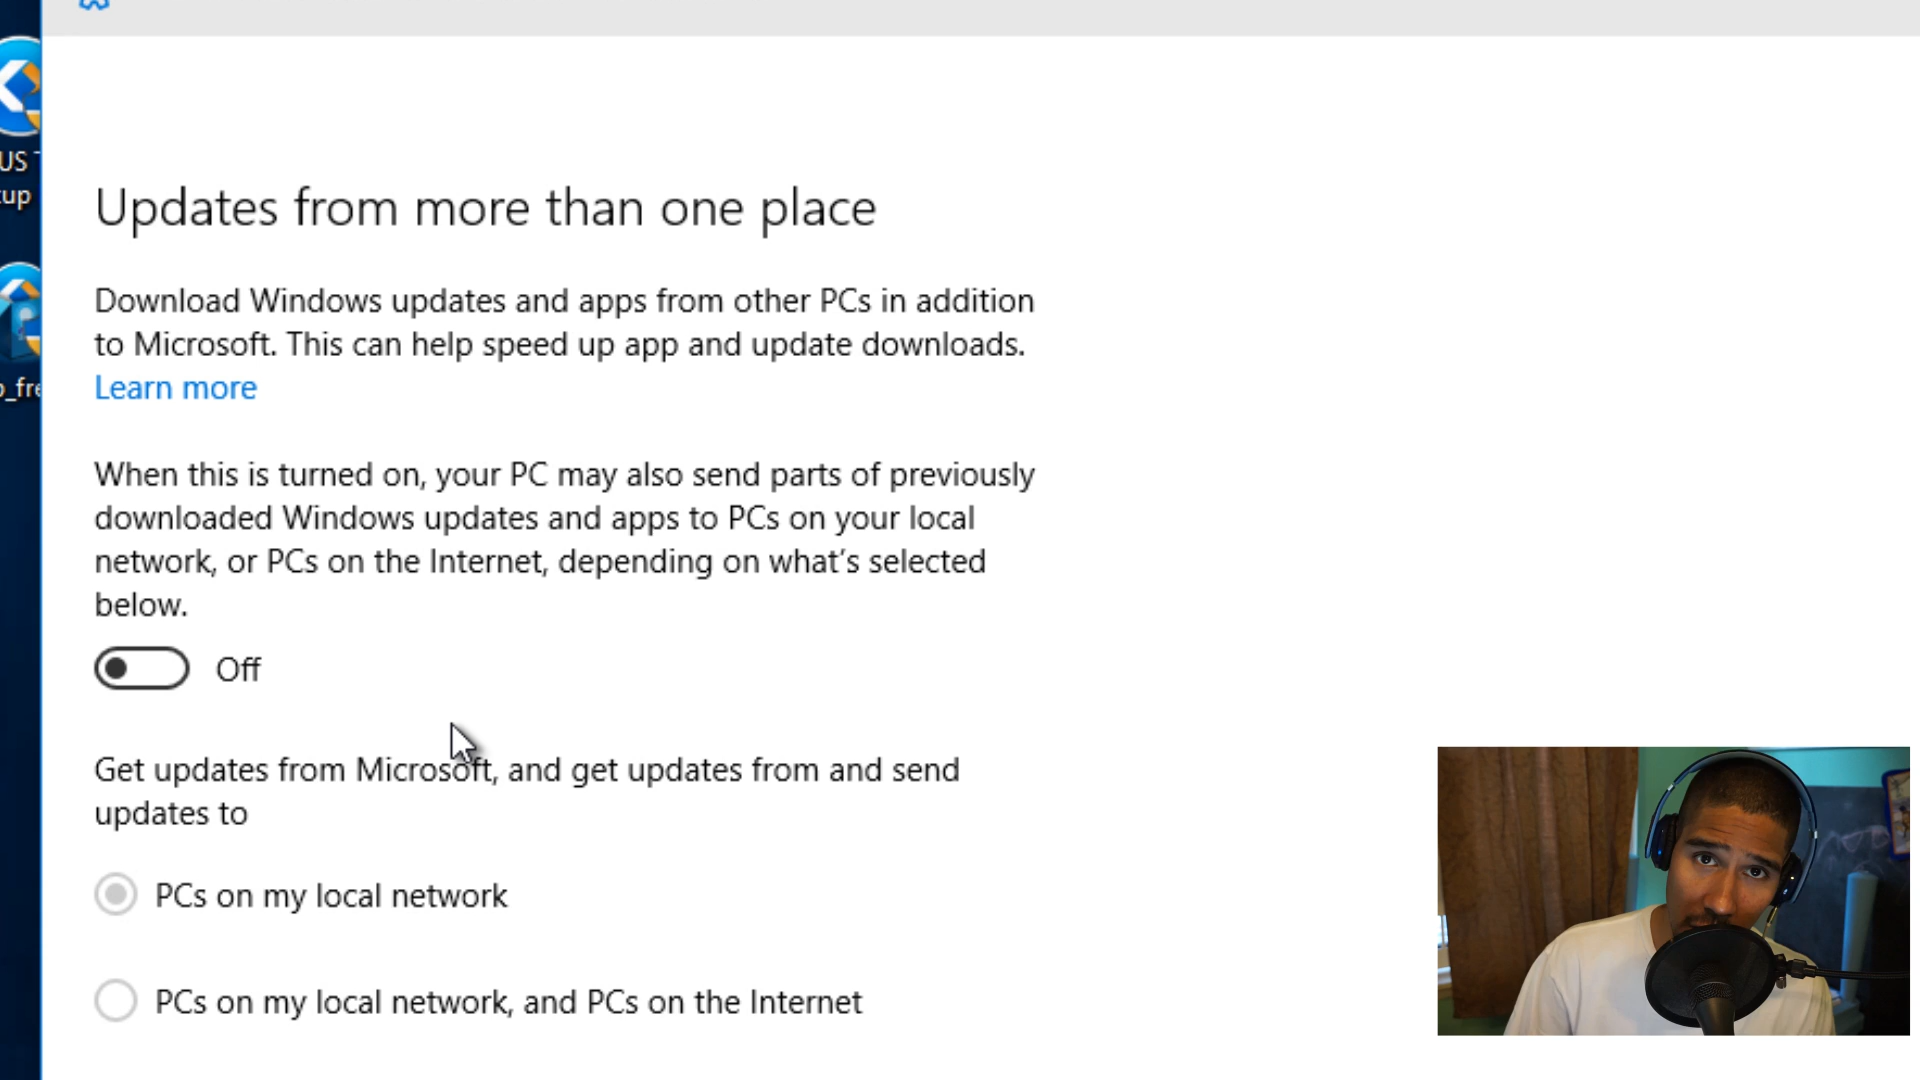 US
Updates from more than one place
Download Windows updates and apps from other PCs in addition
to Microsoft. This can help speed up app and update downloads.
Learn more
When this is turned on, your PC may also send parts of previously
downloaded Windows updates and apps to PCs on your local
network, or PCs on the Internet, depending on what's selected
below.
Off
Get updates from Microsoft, and get updates from and send
updates to
PCs on my local network
PCs on my local network, and PCs on the Internet